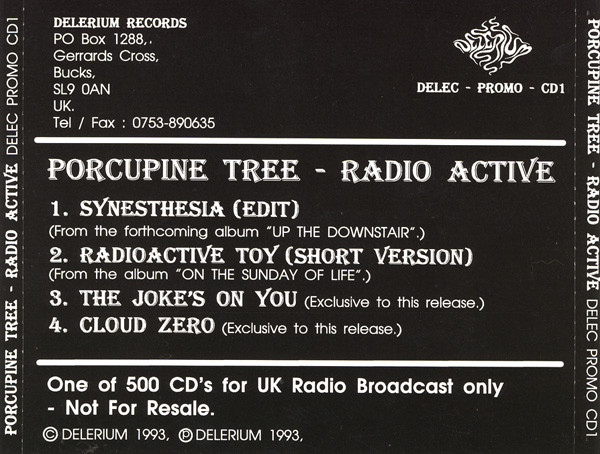 PORCUPINE TREE - RADIO ACTIVE DELEC PROMO CD1
DELERIUM RECORDS
PO Box 1288,.
Gerrards Cross,
Bucks,
SL9 0AN
UK.
Tel / Fax : 0753-890635
DELERIUM
DELEC - PROMO - CD1
PORCUPINE TREE - RADIO ACTIVE
1. SYNESTHESIA (EDIT)
(From the forthcoming album "UP THE DOWNSTAIR".)
2. RADIOACTIVE TOY (SHORT VERSION)
(From the album "ON THE SUNDAY OF LIFE".)
3. THE JOKE'S ON YOU (Exclusive to this release.)
4. CLOUD ZERO (Exclusive to this release.)
One of 500 CD's for UK Radio Broadcast only
- Not For Resale.
© DELERIUM 1993, ℗ DELERIUM 1993,
PORCUPINE TREE - RADIO ACTIVE DELEC PROMO CD1